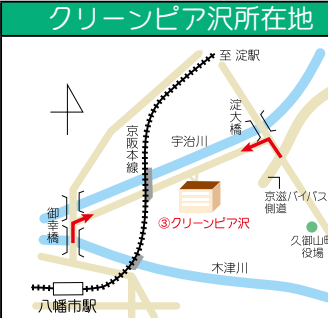 クリーンピア沢所在地
至 淀駅
淀大橋
宇治川
京阪本線
京滋バイパス
側道
御幸橋
③クリーンピア沢
久御山町
役場
木津川
八幡市駅